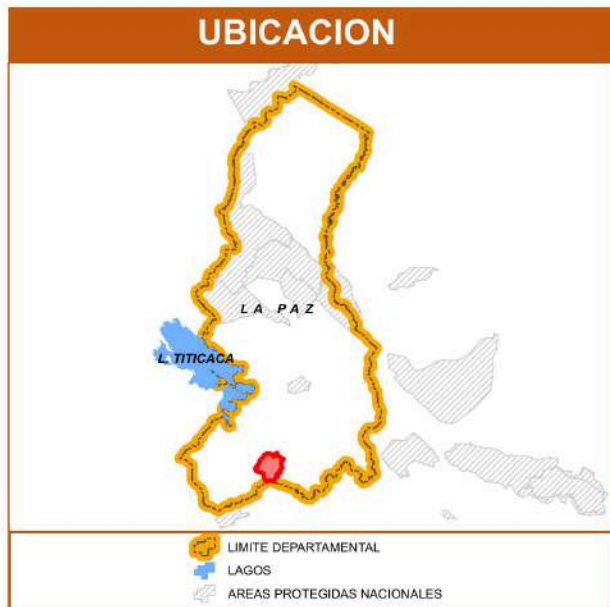 UBICACION
LA PAZ
L. TITICACA
LIMITE DEPARTAMENTAL
LAGOS
AREAS PROTEGIDAS NACIONALES